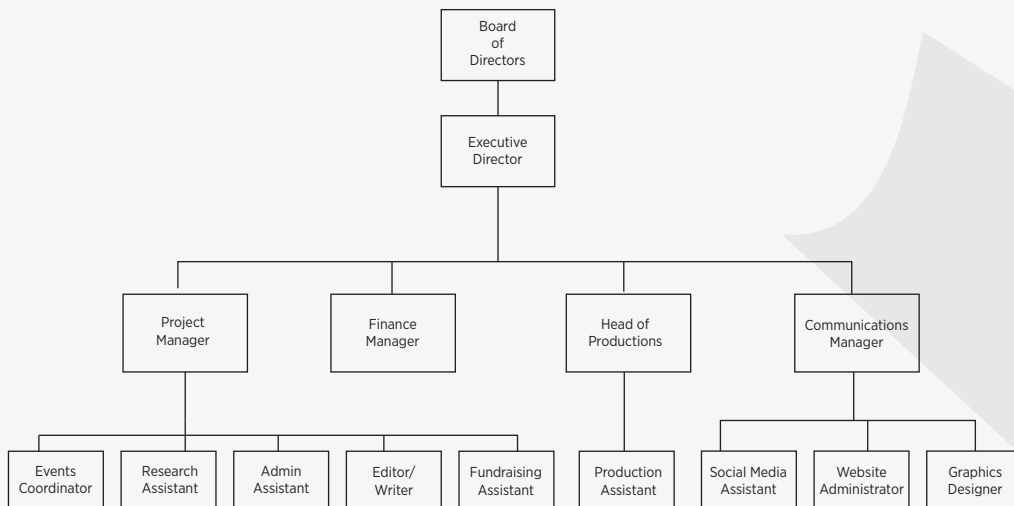 Board
of
Directors
Executive
Director
Project
Manager
Finance
Manager
Head of
Productions
Communications
Manager
Events
Coordinator
Research
Assistant
Admin
Assistant
Editor/
Writer
Fundraising
Assistant
Production
Assistant
Social Media
Assistant
Website
Administrator
Graphics
Designer